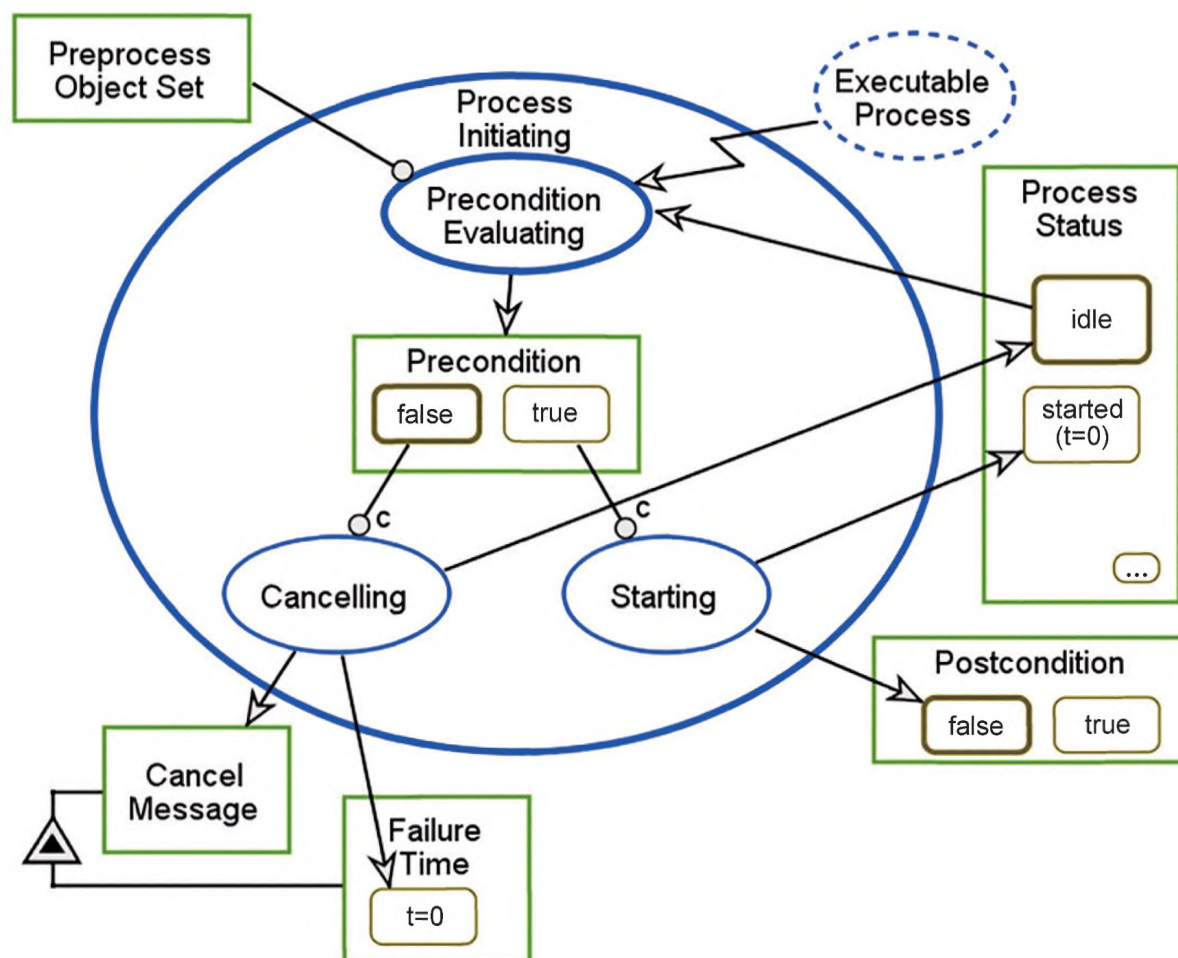 Preprocess
Object Set
Process
Initiating
Executable
Process
Precondition
Evaluating
Process
Status
idle
started
(t=0)
...
Precondition
false
true
c
c
Cancelling
Starting
Postcondition
false
true
Cancel
Message
Failure
Time
t=0